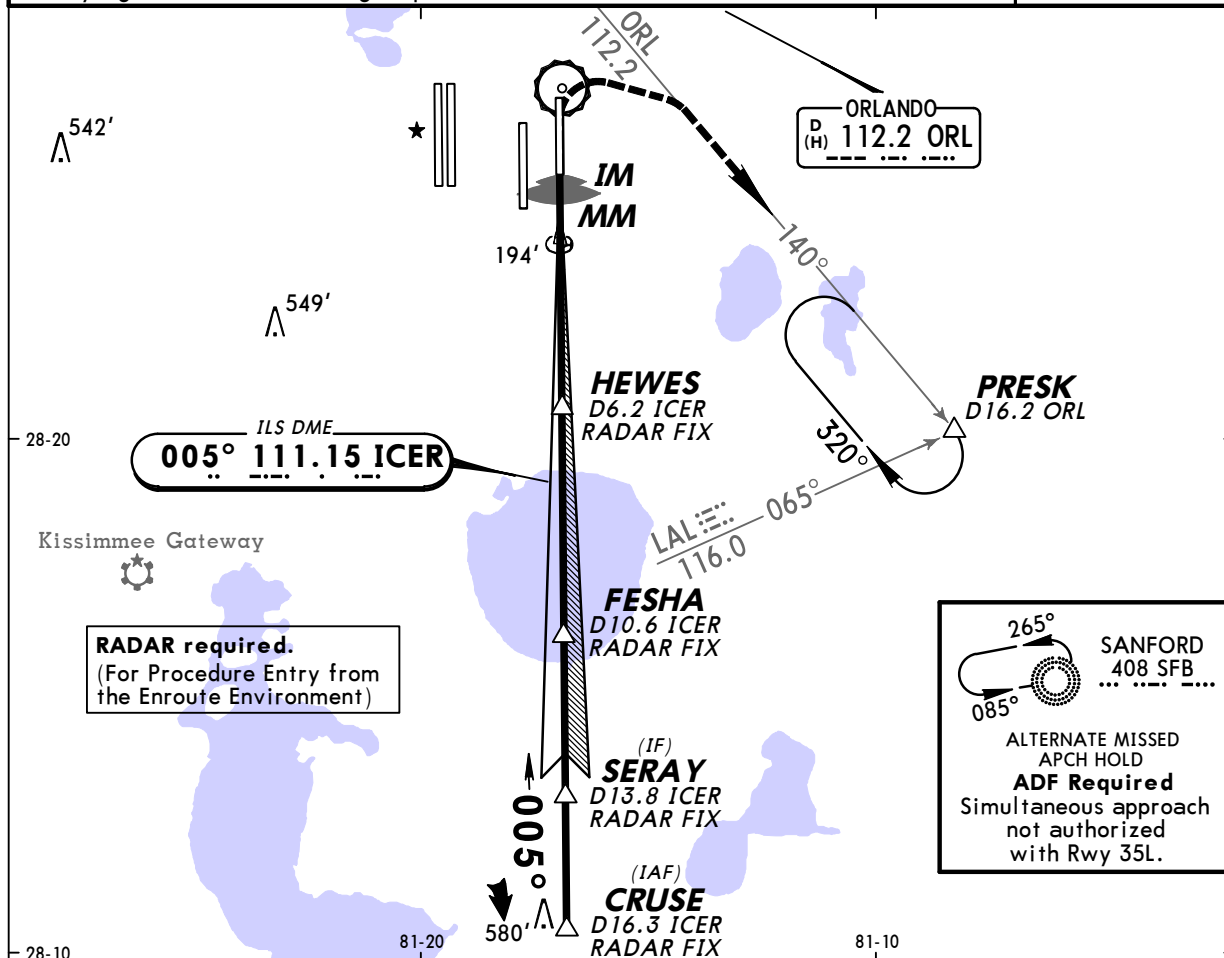 ORL
112.2
ORLANDO
D
(H) 112.2 ORL
542'
IM
MM
194'
140°
549'
HEWES
D6.2 ICER
RADAR FIX
PRESK
D16.2 ORL
28-20
ILS DME
005° 111.15 ICER
320°
LAL
116.0
065°
Kissimmee Gateway
FESHA
D10.6 ICER
RADAR FIX
RADAR required.
(For Procedure Entry from
the Enroute Environment)
265°
085°
SANFORD
408 SFB
ALTERNATE MISSED
APCH HOLD
ADF Required
Simultaneous approach
not authorized
with Rwy 35L.
(IF)
SERAY
D13.8 ICER
RADAR FIX
005°
(IAF)
CRUSE
D16.3 ICER
RADAR FIX
580'
28-10
81-20
81-10